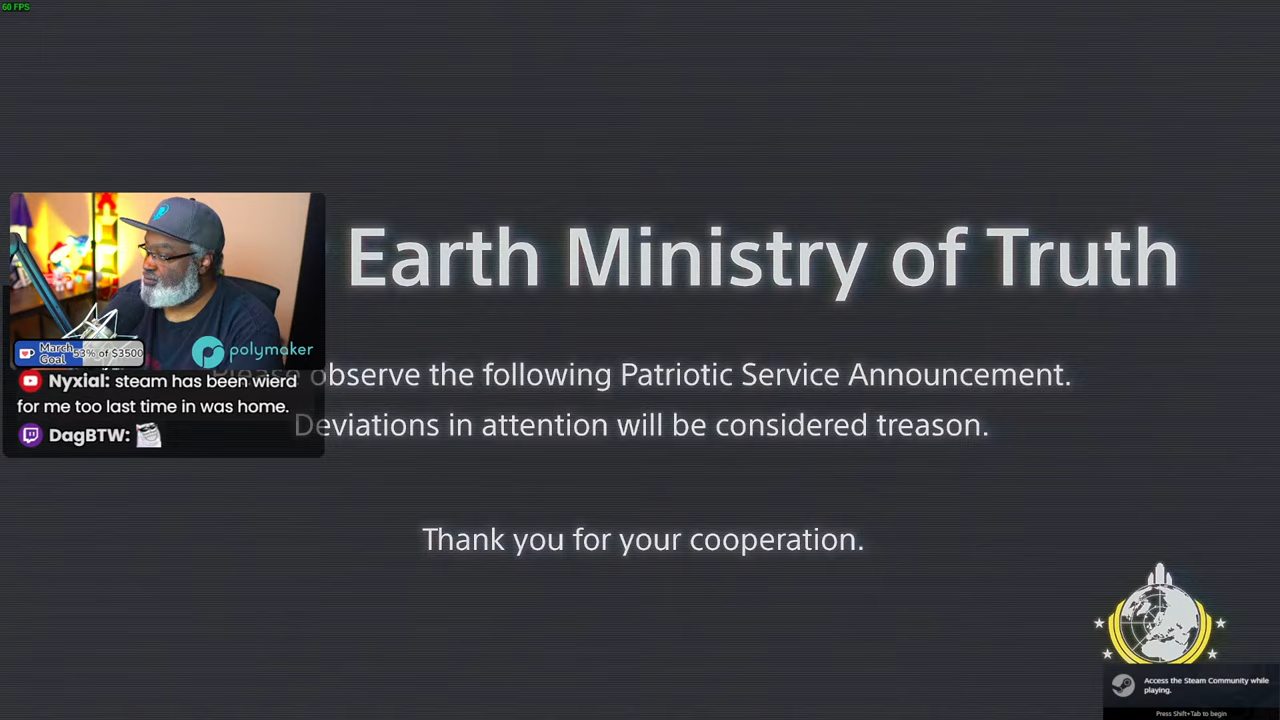 60 FPS
Earth Ministry of Truth
Please observe the following Patriotic Service Announcement.
Deviations in attention will be considered treason.
Thank you for your cooperation.
polymaker
March Goal 53% of $3500
Nyxial: steam has been wierd
for me too last time in was home.
DagBTW:
Access the Steam Community while
playing.
Press Shift+Tab to begin